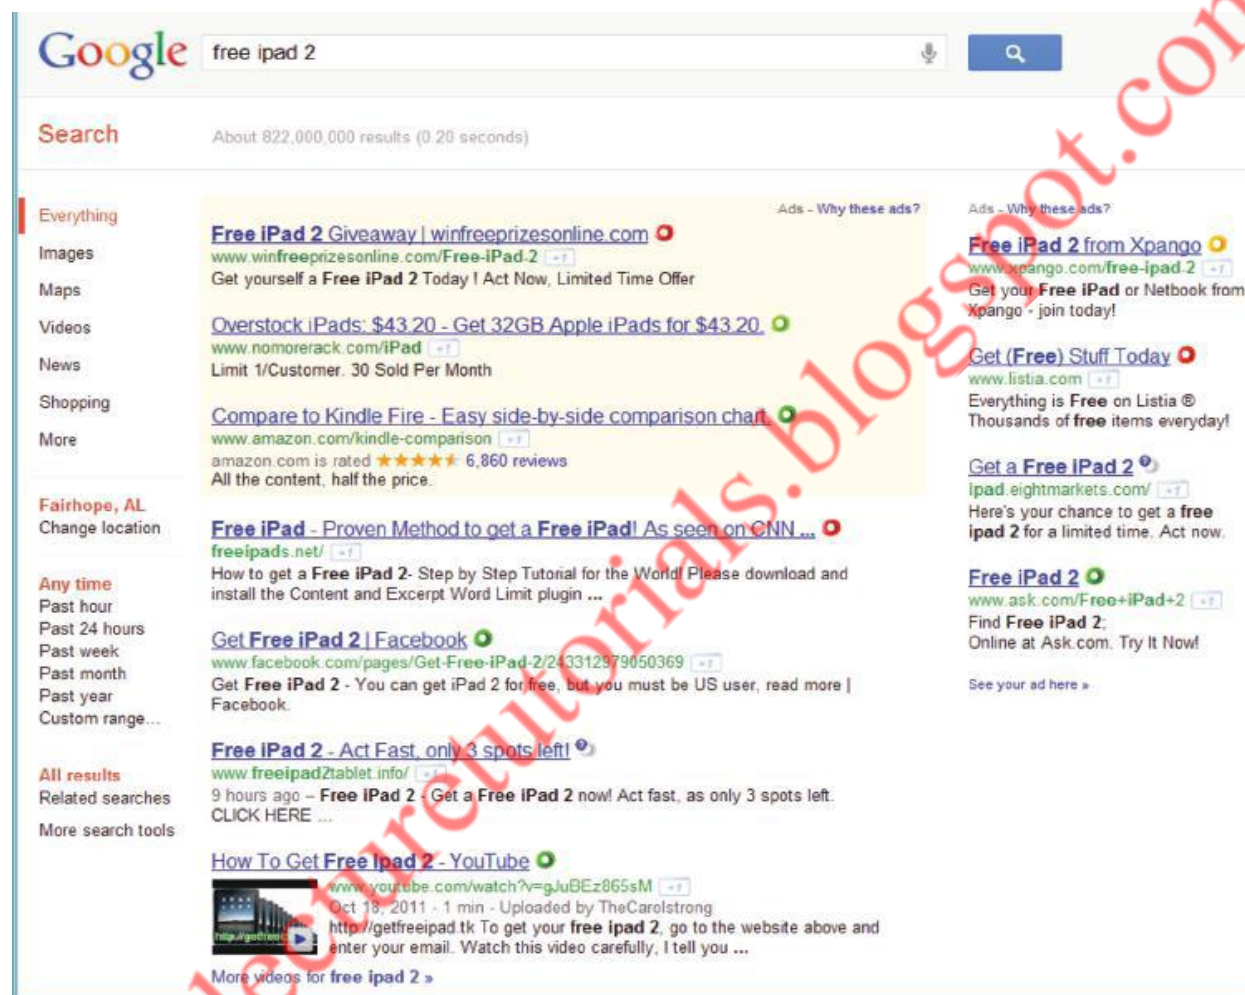 Google
free ipad 2
Search
About 822,000,000 results (0.20 seconds)
Everything
Images
Maps
Videos
News
Shopping
More
Fairhope, AL
Change location
Any time
Past hour
Past 24 hours
Past week
Past month
Past year
Custom range...
All results
Related searches
More search tools
Ads - Why these ads?
Free iPad 2 Giveaway | winfreeprizesonline.com
www.winfreeprizesonline.com/Free-iPad-2 +1
Get yourself a Free iPad 2 Today ! Act Now, Limited Time Offer
Overstock iPads: $43.20 - Get 32GB Apple iPads for $43.20.
www.nomorerack.com/iPad +1
Limit 1/Customer. 30 Sold Per Month
Compare to Kindle Fire - Easy side-by-side comparison chart.
www.amazon.com/kindle-comparison +1
amazon.com is rated 6,860 reviews
All the content, half the price.
Free iPad - Proven Method to get a Free iPad! As seen on CNN ...
freeipads.net/ +1
How to get a Free iPad 2- Step by Step Tutorial for the World! Please download and
install the Content and Excerpt Word Limit plugin ...
Get Free iPad 2 | Facebook
www.facebook.com/pages/Get-Free-iPad-2/243312979050369 +1
Get Free iPad 2 - You can get iPad 2 for free, but you must be US user, read more |
Facebook.
Free iPad 2 - Act Fast, only 3 spots left!
www.freeipad2tablet.info/ +1
9 hours ago – Free iPad 2 - Get a Free iPad 2 now! Act fast, as only 3 spots left.
CLICK HERE ...
How To Get Free Ipad 2 - YouTube
www.youtube.com/watch?v=gJuBEz865sM +1
Oct 18, 2011 - 1 min - Uploaded by TheCarolstrong
http://getfreeipad.tk To get your free ipad 2, go to the website above and
enter your email. Watch this video carefully, I tell you ...
More videos for free ipad 2 »
Ads - Why these ads?
Free iPad 2 from Xpango
www.xpango.com/free-ipad-2 +1
Get your Free iPad or Netbook from
Xpango - join today!
Get (Free) Stuff Today
www.listia.com +1
Everything is Free on Listia ®
Thousands of free items everyday!
Get a Free iPad 2
ipad.eightmarkets.com/ +1
Here's your chance to get a free
ipad 2 for a limited time. Act now.
Free iPad 2
www.ask.com/Free+iPad+2 +1
Find Free iPad 2;
Online at Ask.com. Try It Now!
See your ad here »
lecturetutorials.blogspot.com